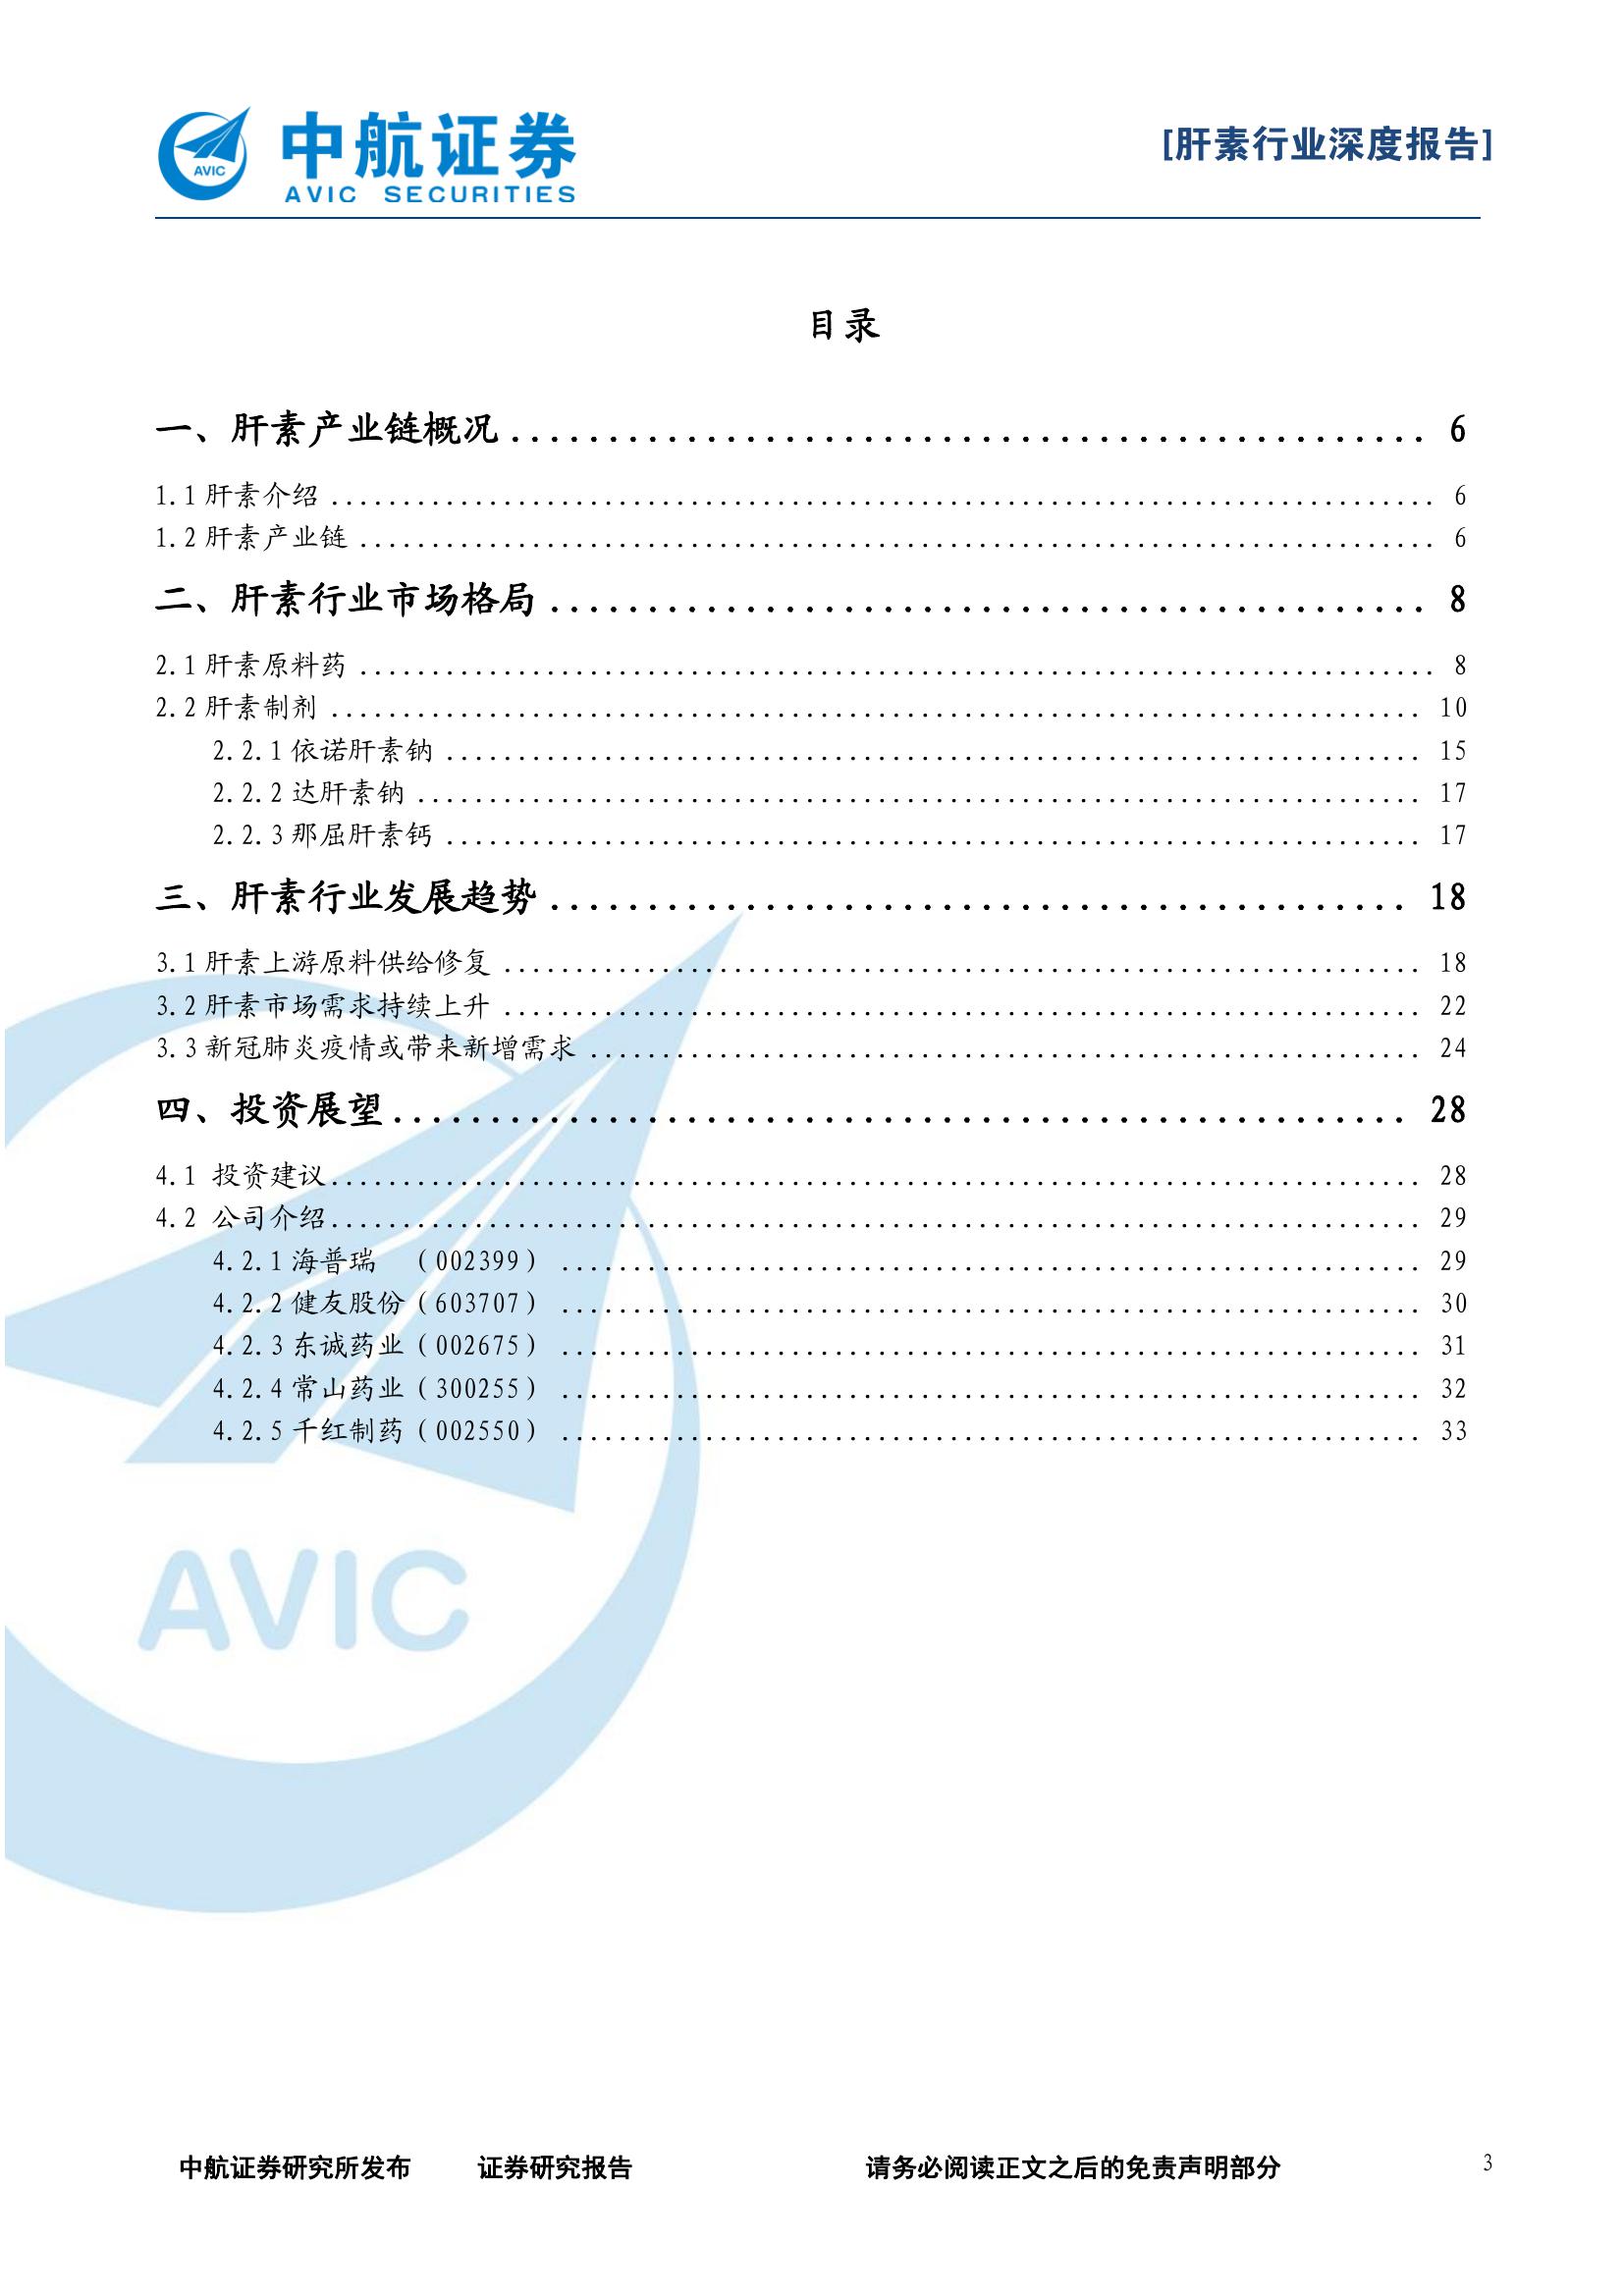 AVIC
中航证券
AVIC SECURITIES
[肝素行业深度报告]
目录
一、肝素产业链概况 ............................................... 6
1.1 肝素介绍 ............................................................................. 6
1.2 肝素产业链 ........................................................................... 6
二、肝素行业市场格局 ............................................. 8
2.1 肝素原料药 ........................................................................... 8
2.2 肝素制剂 ............................................................................ 10
2.2.1 依诺肝素钠 .................................................................... 15
2.2.2 达肝素钠 ...................................................................... 17
2.2.3 那屈肝素钙 .................................................................... 17
三、肝素行业发展趋势 ............................................ 18
3.1 肝素上游原料供给修复 ................................................................ 18
3.2 肝素市场需求持续上升 ................................................................ 22
3.3 新冠肺炎疫情或带来新增需求 .......................................................... 24
四、投资展望 .................................................... 28
4.1 投资建议 ............................................................................ 28
4.2 公司介绍 ............................................................................ 29
4.2.1 海普瑞 （002399） ............................................................ 29
4.2.2 健友股份（603707） ............................................................ 30
4.2.3 东诚药业（002675） ............................................................ 31
4.2.4 常山药业（300255） ............................................................ 32
4.2.5 千红制药（002550） ............................................................ 33
AVIC
中航证券研究所发布 证券研究报告 请务必阅读正文之后的免责声明部分 3